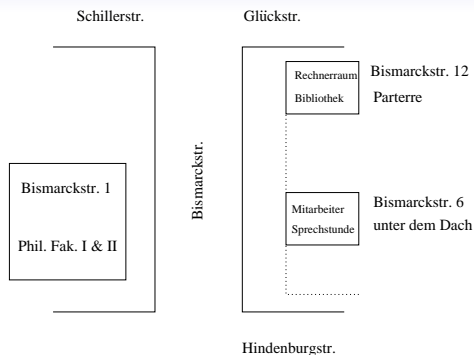 Schillerstr.
Glückstr.
Rechnerraum
Bibliothek
Bismarckstr. 12
Parterre
Bismarckstr.
Bismarckstr. 1
Phil. Fak. I & II
Mitarbeiter
Sprechstunde
Bismarckstr. 6
unter dem Dach
Hindenburgstr.